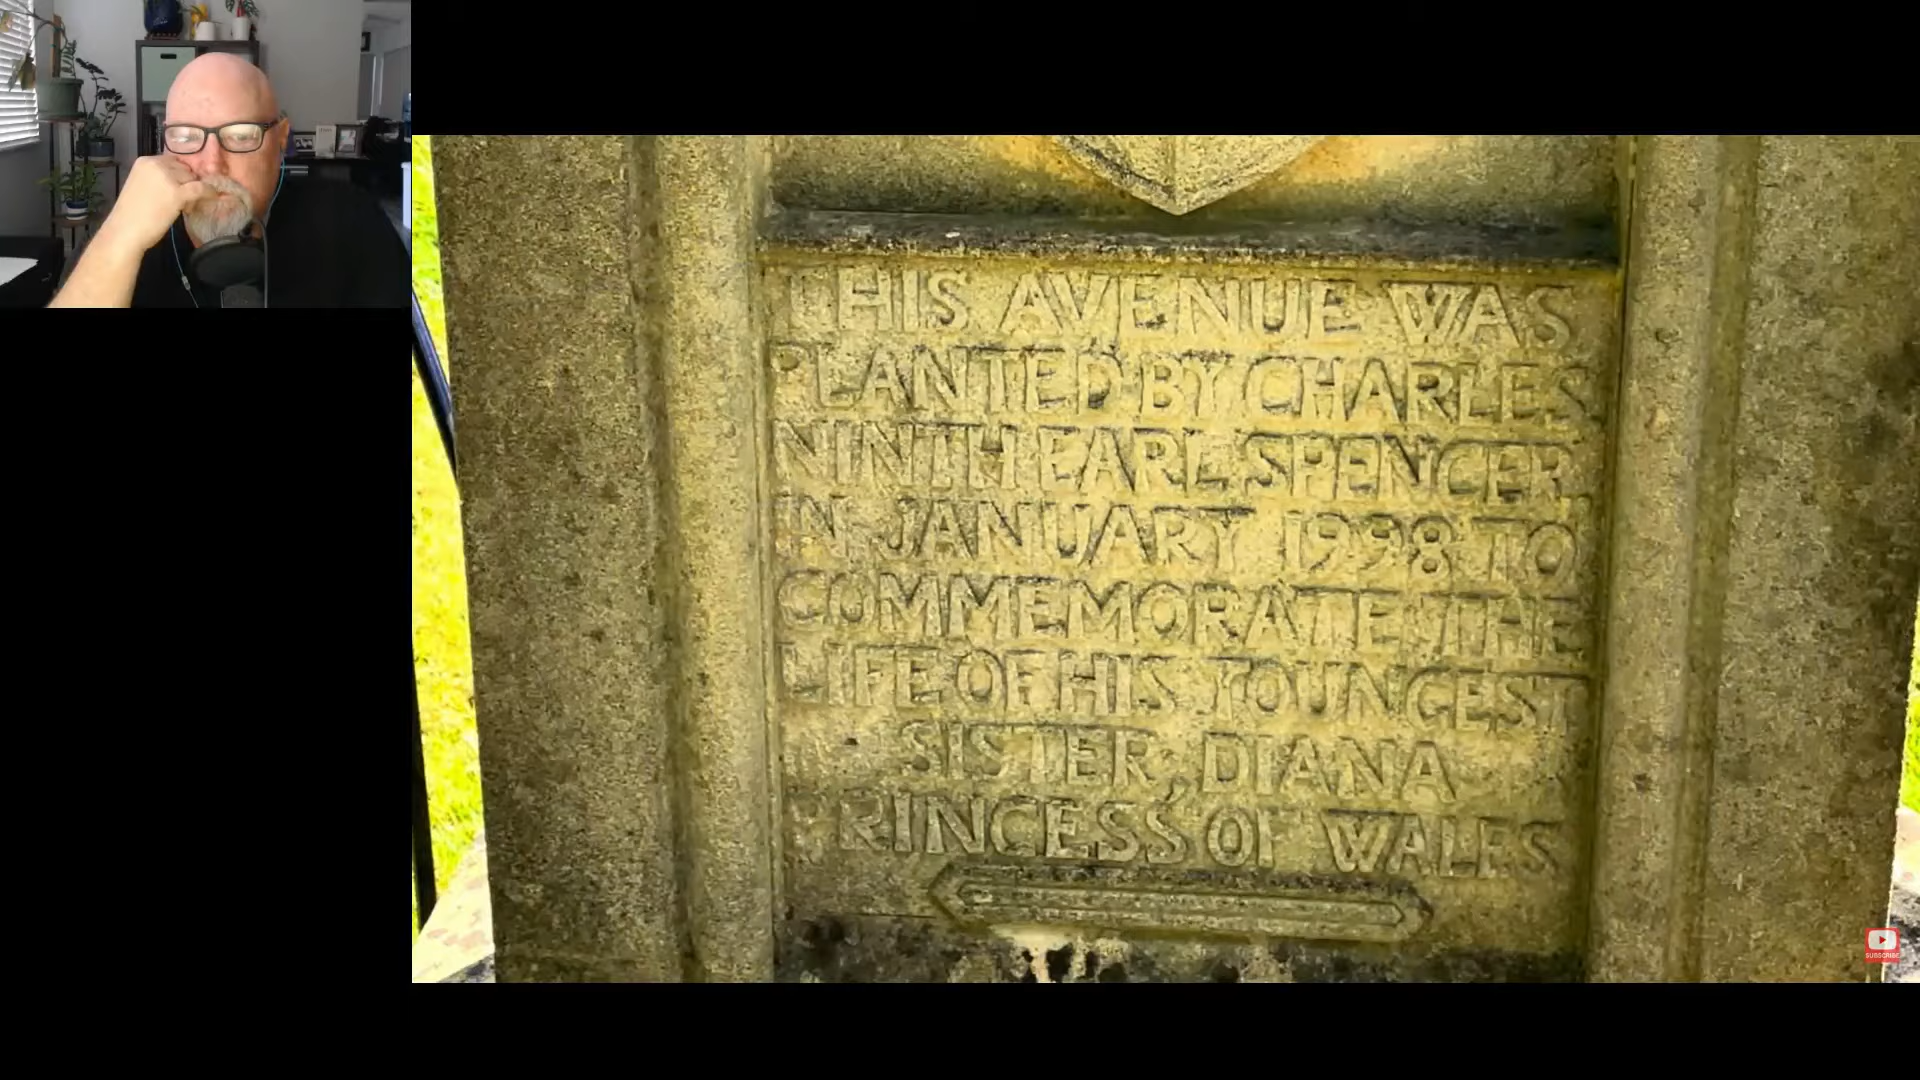 THIS AVENUE WAS
PLANTED BY CHARLES
NINTH EARL SPENCER,
IN JANUARY 1998 TO
COMMEMORATE THE
LIFE OF HIS YOUNGEST
SISTER, DIANA
PRINCESS OF WALES
SUBSCRIBE